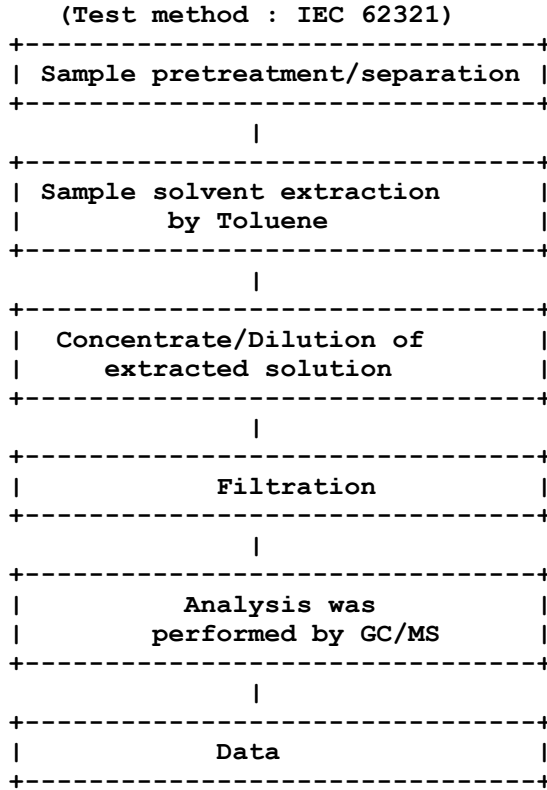 (Test method : IEC 62321)
Sample pretreatment/separation
Sample solvent extraction
by Toluene
Concentrate/Dilution of
extracted solution
Filtration
Analysis was
performed by GC/MS
Data